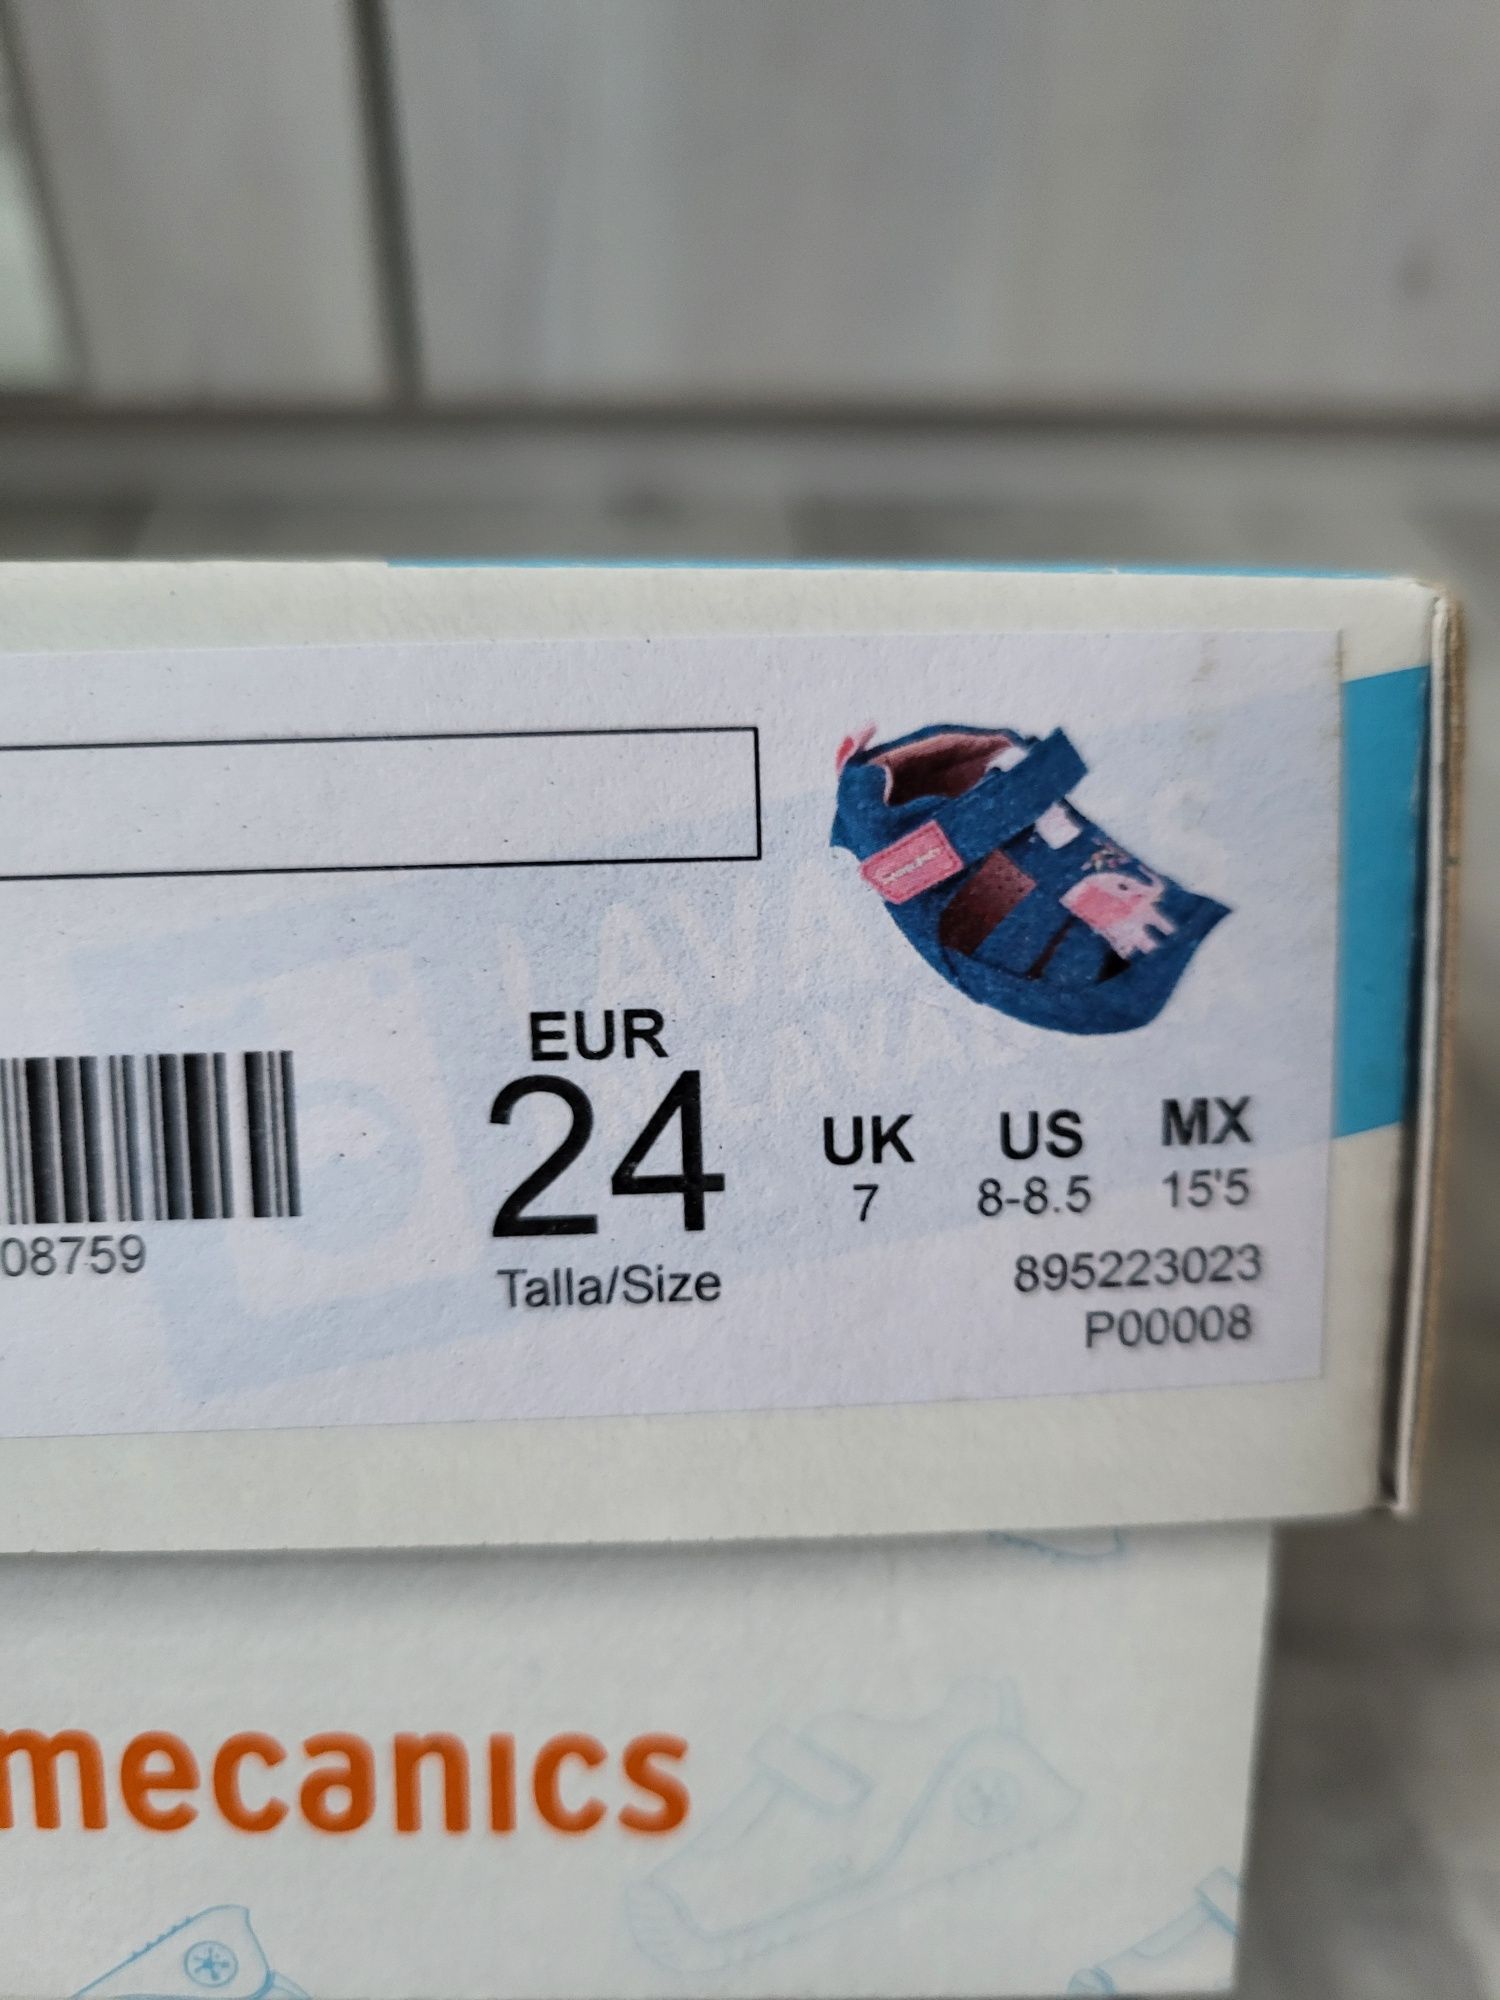 EUR
24
Talla/Size
UK US MX
7 8-8.5 15'5
895223023
P00008
08759
mecanics